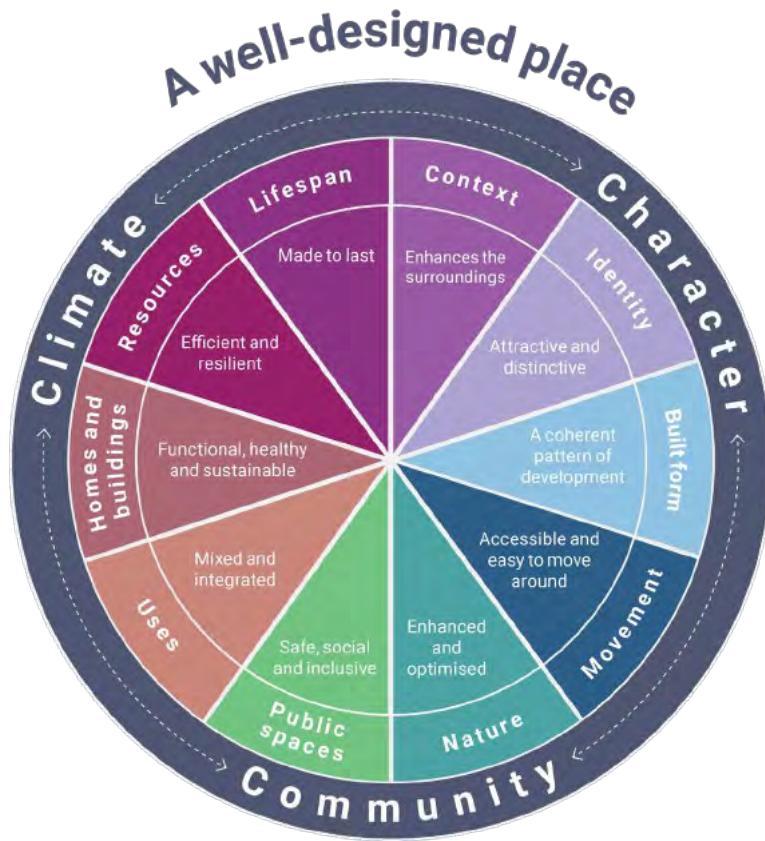 A well-designed place
Climate
Character
Community
Context
Enhances the
surroundings
Identity
Attractive and
distinctive
Built form
A coherent
pattern of
development
Movement
Accessible and
easy to move
around
Nature
Enhanced
and
optimised
Public
spaces
Safe, social
and inclusive
Uses
Mixed and
integrated
Homes and
buildings
Functional, healthy
and sustainable
Resources
Efficient and
resilient
Lifespan
Made to last